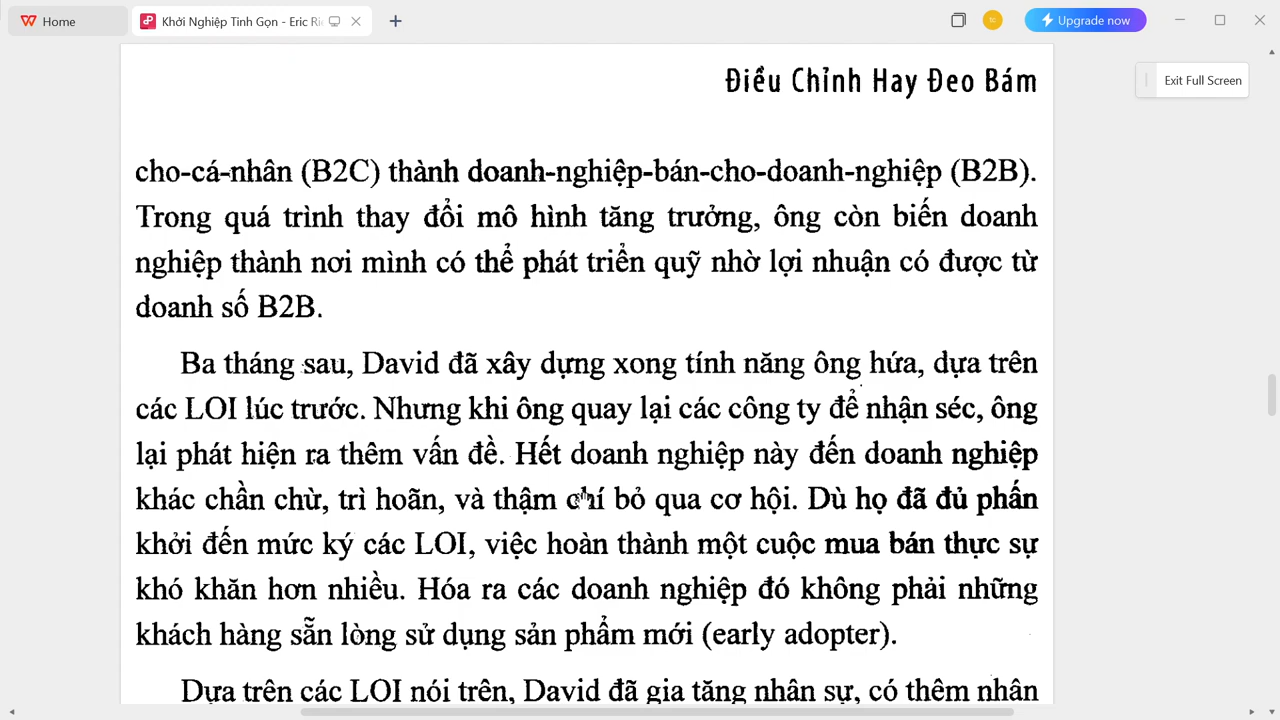 Home
Khởi Nghiệp Tinh Gọn - Eric Ri
TC
Upgrade now
Exit Full Screen
Điều Chỉnh Hay Đeo Bám
cho-cá-nhân (B2C) thành doanh-nghiệp-bán-cho-doanh-nghiệp (B2B).
Trong quá trình thay đổi mô hình tăng trưởng, ông còn biến doanh
nghiệp thành nơi mình có thể phát triển quỹ nhờ lợi nhuận có được từ
doanh số B2B.
Ba tháng sau, David đã xây dựng xong tính năng ông hứa, dựa trên
các LOI lúc trước. Nhưng khi ông quay lại các công ty để nhận séc, ông
lại phát hiện ra thêm vấn đề. Hết doanh nghiệp này đến doanh nghiệp
khác chần chừ, trì hoãn, và thậm chí bỏ qua cơ hội. Dù họ đã đủ phấn
khởi đến mức ký các LOI, việc hoàn thành một cuộc mua bán thực sự
khó khăn hơn nhiều. Hóa ra các doanh nghiệp đó không phải những
khách hàng sẵn lòng sử dụng sản phẩm mới (early adopter).
Dựa trên các LOI nói trên, David đã gia tăng nhân sự, có thêm nhân